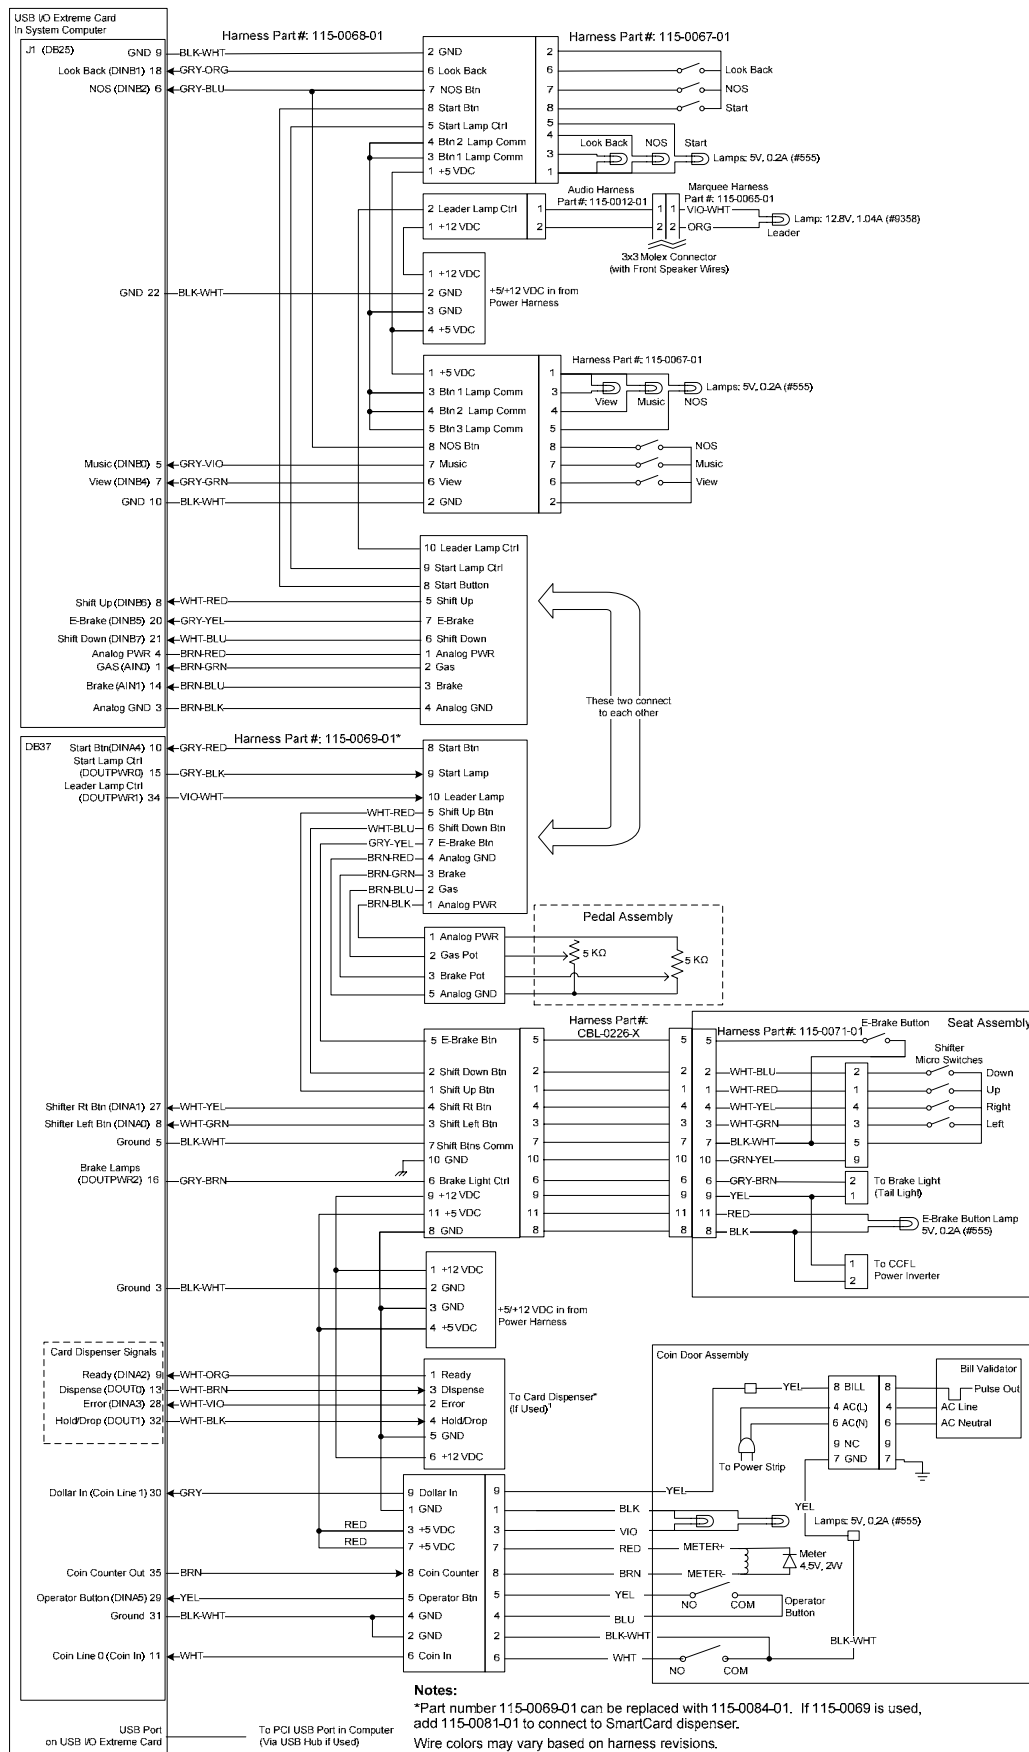 USB I/O Extreme Card
In System Computer
J1 (DB25)
Harness Part #: 115-0068-01
Harness Part #: 115-0067-01
GND 9 BLK-WHT 2 GND 2
Look Back (DINB1) 18 GRY-ORG 6 Look Back 6 Look Back
NOS (DINB2) 6 GRY-BLU 7 NOS Btn 7 NOS
8 Start Btn 8 Start
5 Start Lamp Ctrl 5
4 Btn 2 Lamp Comm 4 Look Back NOS Start
3 Btn 1 Lamp Comm 3 Lamps: 5V, 0.2A (#555)
1 +5 VDC 1
Audio Harness
Part #: 115-0012-01
Marquee Harness
Part #: 115-0065-01
2 Leader Lamp Ctrl 1 1 1 VIO-WHT Lamp: 12.8V, 1.04A (#9358)
1 +12 VDC 2 2 2 ORG Leader
3x3 Molex Connector
(with Front Speaker Wires)
1 +12 VDC
GND 22 BLK-WHT 2 GND
3 GND
4 +5 VDC
+5/+12 VDC in from
Power Harness
Harness Part #: 115-0067-01
1 +5 VDC 1
3 Btn 1 Lamp Comm 3 Lamps: 5V, 0.2A (#555)
View Music NOS
4 Btn 2 Lamp Comm 4
5 Btn 3 Lamp Comm 5
8 NOS Btn 8 NOS
Music (DINB0) 5 GRY-VIO 7 Music 7 Music
View (DINB4) 7 GRY-GRN 6 View 6 View
GND 10 BLK-WHT 2 GND 2
10 Leader Lamp Ctrl
9 Start Lamp Ctrl
8 Start Button
Shift Up (DINB6) 8 WHT-RED 5 Shift Up
E-Brake (DINB5) 20 GRY-YEL 7 E-Brake
Shift Down (DINB7) 21 WHT-BLU 6 Shift Down
Analog PWR 4 BRN-RED 1 Analog PWR
GAS (AIN0) 1 BRN-GRN 2 Gas
Brake (AIN1) 14 BRN-BLU 3 Brake
Analog GND 3 BRN-BLK 4 Analog GND
These two connect
to each other
DB37
Harness Part #: 115-0069-01*
Start Btn(DINA4) 10 GRY-RED 8 Start Btn
Start Lamp Ctrl
(DOUTPWR0) 15 GRY-BLK 9 Start Lamp
Leader Lamp Ctrl
(DOUTPWR1) 34 VIO-WHT 10 Leader Lamp
WHT-RED 5 Shift Up Btn
WHT-BLU 6 Shift Down Btn
GRY-YEL 7 E-Brake Btn
BRN-RED 4 Analog GND
BRN-GRN 3 Brake
BRN-BLU 2 Gas
BRN-BLK 1 Analog PWR
Pedal Assembly
1 Analog PWR
2 Gas Pot 5 KΩ
3 Brake Pot 5 KΩ
5 Analog GND
Harness Part#:
CBL-0226-X
Seat Assembly
Harness Part #: 115-0071-01
E-Brake Button
5 E-Brake Btn 5 5 5
Shifter
Micro Switches
2 Shift Down Btn 2 2 2 WHT-BLU 2 Down
1 Shift Up Btn 1 1 1 WHT-RED 1 Up
Shifter Rt Btn (DINA1) 27 WHT-YEL 4 Shift Rt Btn 4 4 4 WHT-YEL 4 Right
Shifter Left Btn (DINA0) 8 WHT-GRN 3 Shift Left Btn 3 3 3 WHT-GRN 3 Left
Ground 5 BLK-WHT 7 Shift Btns Comm 7 7 7 BLK-WHT 5
10 GND 10 10 10 GRN-YEL 9
Brake Lamps
(DOUTPWR2) 16 GRY-BRN 6 Brake Light Ctrl 6 6 6 GRY-BRN 2 To Brake Light
9 +12 VDC 9 9 9 YEL 1 (Tail Light)
11 +5 VDC 11 11 11 RED E-Brake Button Lamp
8 GND 8 8 8 BLK 5V, 0.2A (#555)
1 To CCFL
2 Power Inverter
1 +12 VDC
Ground 3 BLK-WHT 2 GND
3 GND
4 +5 VDC
+5/+12 VDC in from
Power Harness
Card Dispenser Signals
Ready (DINA2) 9 WHT-ORG 1 Ready
Dispense (DOUT0) 13 WHT-BRN 3 Dispense
Error (DINA3) 28 WHT-VIO 2 Error
Hold/Drop (DOUT1) 32 WHT-BLK 4 Hold/Drop
5 GND
6 +12 VDC
To Card Dispenser*
(If Used)¹
Coin Door Assembly
Bill Validator
YEL 8 BILL 8 Pulse Out
4 AC(L) 4 AC Line
6 AC(N) 6 AC Neutral
9 NC 9
7 GND 7
To Power Strip
Dollar In (Coin Line 1) 30 GRY 9 Dollar In 9 YEL
YEL
1 GND 1 BLK
Lamps: 5V, 0.2A (#555)
RED 3 +5 VDC 3 VIO
RED 7 +5 VDC 7 RED METER+
Meter
4.5V, 2W
Coin Counter Out 35 BRN 8 Coin Counter 8 BRN METER-
Operator Button (DINA5) 29 YEL 5 Operator Btn 5 YEL NO COM
Operator
Button
Ground 31 BLK-WHT 4 GND 4 BLU
2 GND 2 BLK-WHT
BLK-WHT
Coin Line 0 (Coin In) 11 WHT 6 Coin In 6 WHT NO COM
Notes:
*Part number 115-0069-01 can be replaced with 115-0084-01. If 115-0069 is used,
add 115-0081-01 to connect to SmartCard dispenser.
Wire colors may vary based on harness revisions.
USB Port
on USB I/O Extreme Card
To PCI USB Port in Computer
(Via USB Hub if Used)